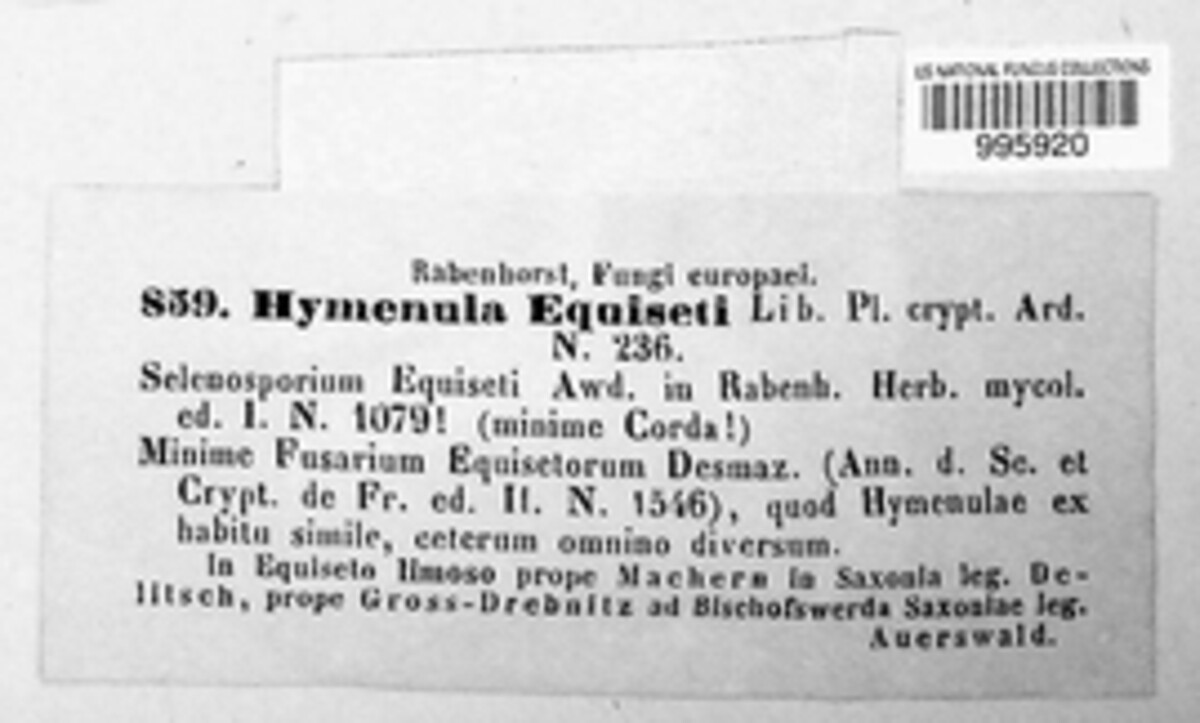 US NATIONAL FUNGUS COLLECTIONS
995920
Rabenhorst, Fungi europaei.
859. Hymenula Equiseti Lib. Pl. crypt. Ard.
N. 236.
Selenosporium Equiseti Awd. in Rabenh. Herb. mycol.
ed. I. N. 1079! (minime Corda!)
Minime Fusarium Equisetorum Desmaz. (Ann. d. Sc. et
Crypt. de Fr. ed. II. N. 1546), quod Hymenulae ex
habitu simile, ceterum omnino diversum.
In Equiseto limoso prope Machern in Saxonia leg. De-
litsch, prope Gross-Drebnitz ad Bischofswerda Saxoniae leg.
Auerswald.